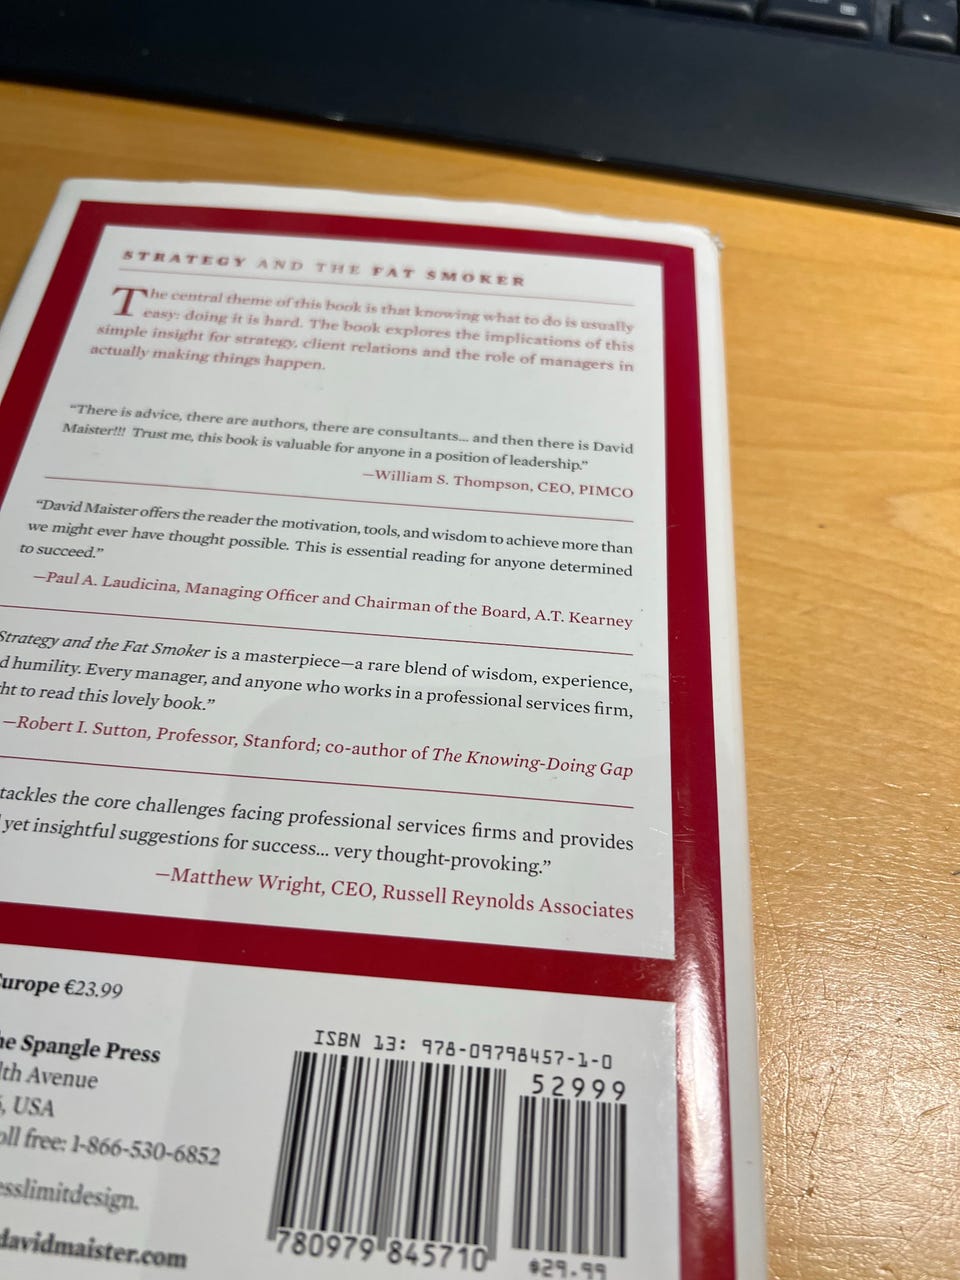 STRATEGY AND THE FAT SMOKER
The central theme of this book is that knowing what to do is usually
easy: doing it is hard. The book explores the implications of this
simple insight for strategy, client relations and the role of managers in
actually making things happen.
“There is advice, there are authors, there are consultants... and then there is David
Maister!!! Trust me, this book is valuable for anyone in a position of leadership.”
—William S. Thompson, CEO, PIMCO
“David Maister offers the reader the motivation, tools, and wisdom to achieve more than
we might ever have thought possible. This is essential reading for anyone determined
to succeed.”
—Paul A. Laudicina, Managing Officer and Chairman of the Board, A.T. Kearney
Strategy and the Fat Smoker is a masterpiece—a rare blend of wisdom, experience,
d humility. Every manager, and anyone who works in a professional services firm,
ht to read this lovely book.”
—Robert I. Sutton, Professor, Stanford; co-author of The Knowing-Doing Gap
tackles the core challenges facing professional services firms and provides
yet insightful suggestions for success... very thought-provoking.”
—Matthew Wright, CEO, Russell Reynolds Associates
urope €23.99
he Spangle Press
lth Avenue
, USA
oll free: 1-866-530-6852
esslimitdesign.
davidmaister.com
ISBN 13: 978-09798457-1-0
52999
780979 845710
$29.99